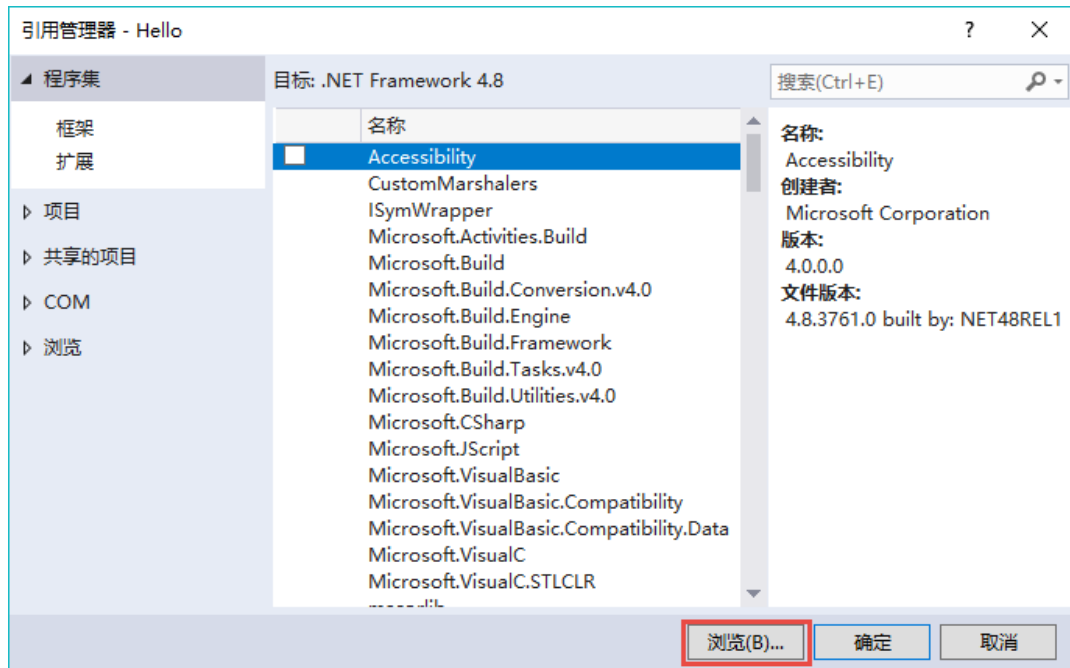 引用管理器 - Hello
?
程序集
框架
扩展
项目
共享的项目
COM
浏览
目标: .NET Framework 4.8
名称
Accessibility
CustomMarshalers
ISymWrapper
Microsoft.Activities.Build
Microsoft.Build
Microsoft.Build.Conversion.v4.0
Microsoft.Build.Engine
Microsoft.Build.Framework
Microsoft.Build.Tasks.v4.0
Microsoft.Build.Utilities.v4.0
Microsoft.CSharp
Microsoft.JScript
Microsoft.VisualBasic
Microsoft.VisualBasic.Compatibility
Microsoft.VisualBasic.Compatibility.Data
Microsoft.VisualC
Microsoft.VisualC.STLCLR
搜索(Ctrl+E)
名称:
Accessibility
创建者:
Microsoft Corporation
版本:
4.0.0.0
文件版本:
4.8.3761.0 built by: NET48REL1
浏览(B)...
确定
取消